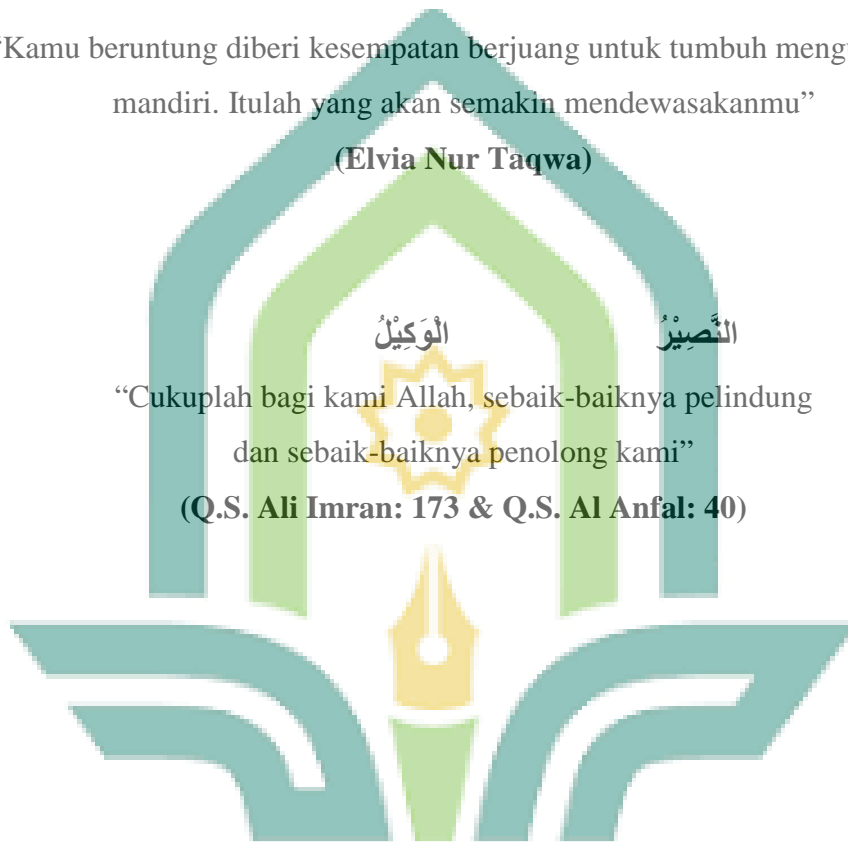 “Kamu beruntung diberi kesempatan berjuang untuk tumbuh
mandiri. Itulah yang akan semakin mendewasakanmu”
(Elvia Nur Taqwa)
النَّصِيْرُ الْوَكِيْلُ
“Cukuplah bagi kami Allah, sebaik-baiknya pelindung
dan sebaik-baiknya penolong kami”
(Q.S. Ali Imran: 173 & Q.S. Al Anfal: 40)